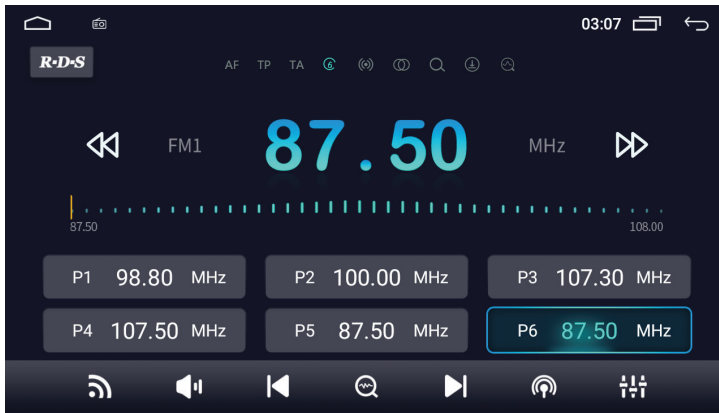 03:07
R·D·S
AF TP TA 6
FM1 87.50 MHz
87.50 108.00
P1 98.80 MHz P2 100.00 MHz P3 107.30 MHz
P4 107.50 MHz P5 87.50 MHz P6 87.50 MHz